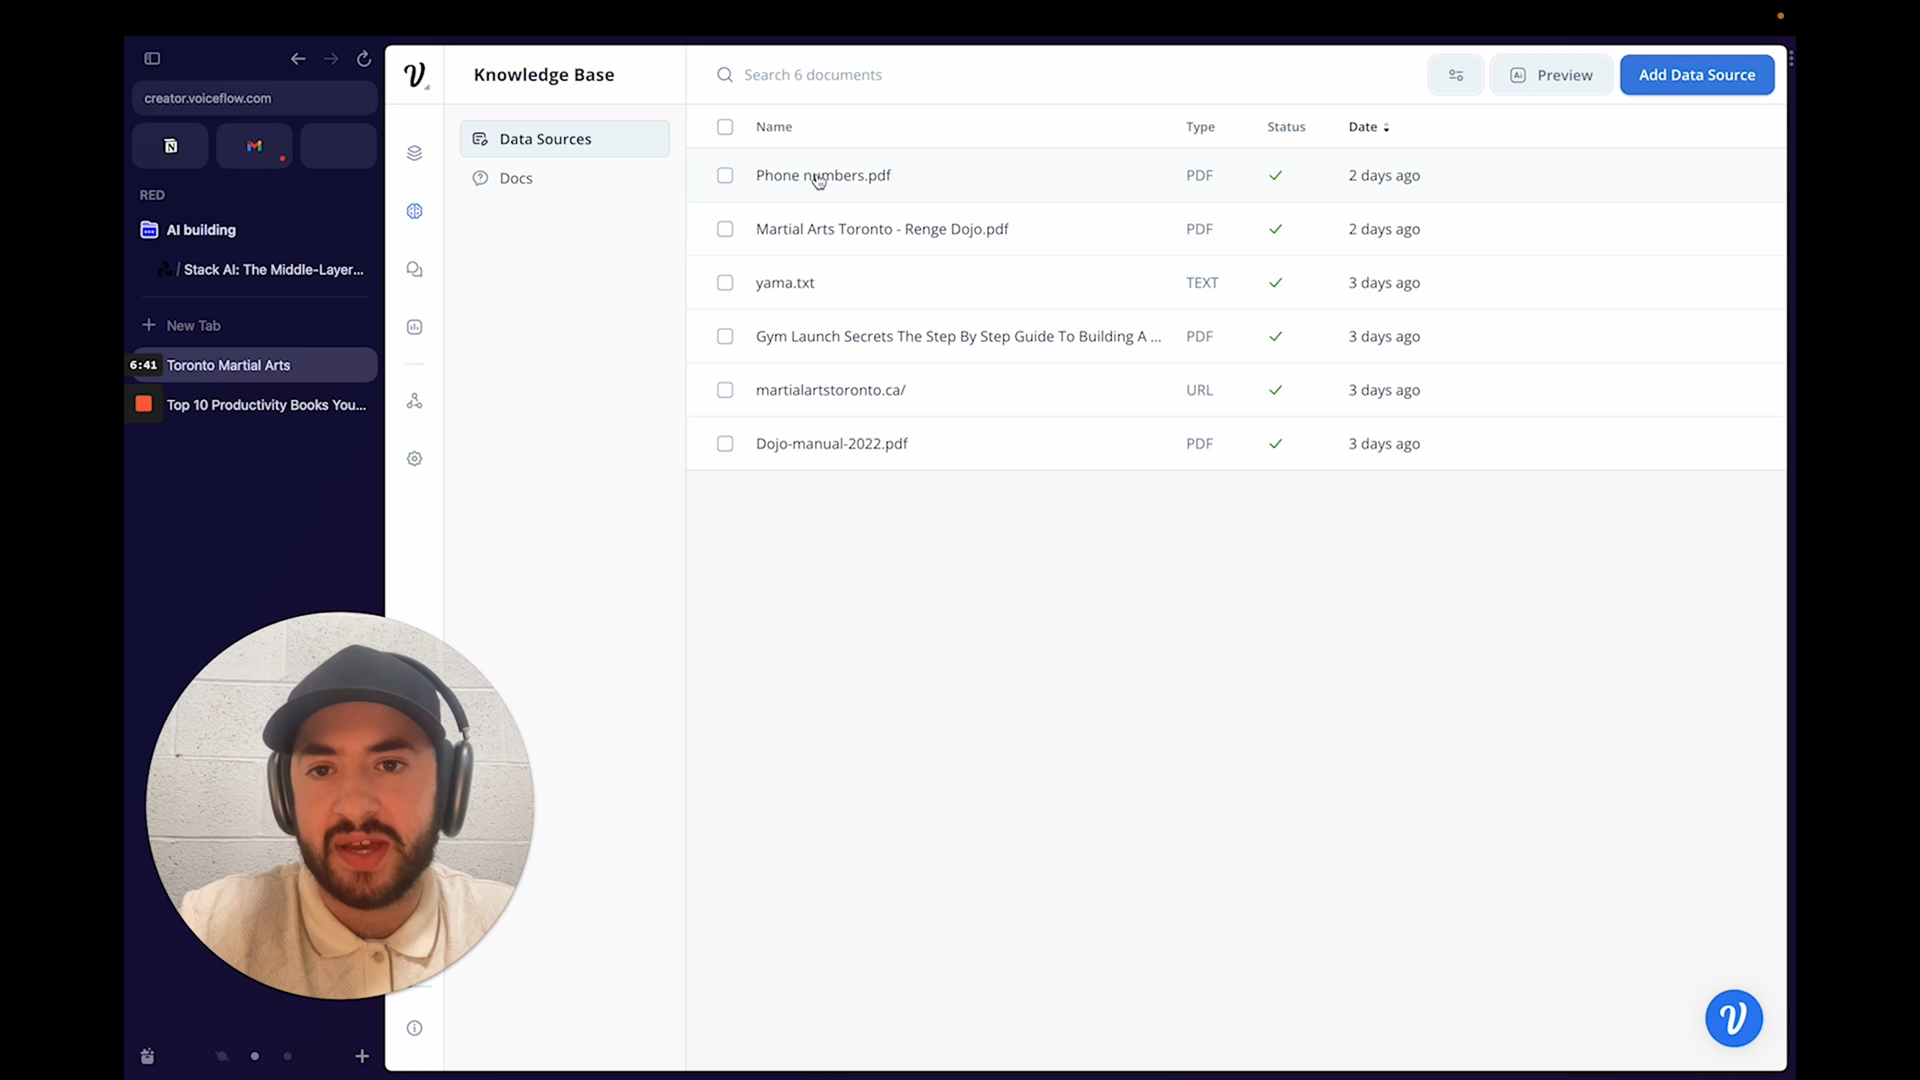 creator.voiceflow.com
RED
AI building
/ Stack AI: The Middle-Layer...
New Tab
6:41
Toronto Martial Arts
Top 10 Productivity Books You...
Knowledge Base
Data Sources
Docs
Search 6 documents
Ai Preview
Add Data Source
Name Type Status Date
Phone numbers.pdf PDF 2 days ago
Martial Arts Toronto - Renge Dojo.pdf PDF 2 days ago
yama.txt TEXT 3 days ago
Gym Launch Secrets The Step By Step Guide To Building A ... PDF 3 days ago
martialartstoronto.ca/ URL 3 days ago
Dojo-manual-2022.pdf PDF 3 days ago